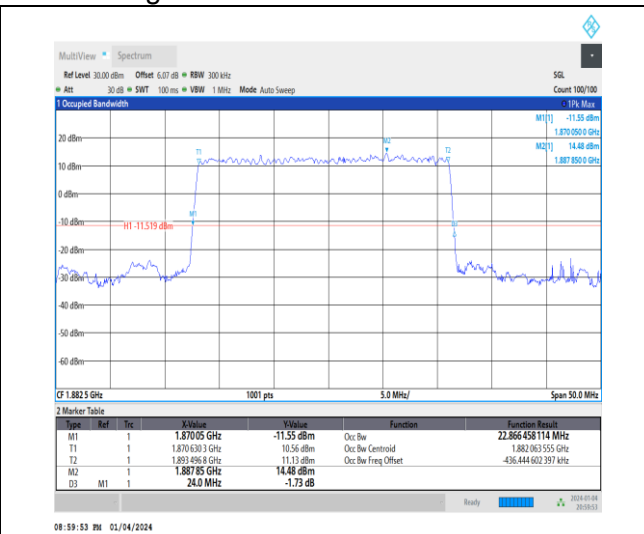 MultiView Spectrum
Ref Level 30.00 dBm Offset 6.07 dB RBW 300 kHz SGL
Att 30 dB SWT 100 ms VBW 1 MHz Mode Auto Sweep Count 100/100
1 Occupied Bandwidth 1Pk Max
M1[1] -11.55 dBm
1.870 050 0 GHz
M2[1] 14.48 dBm
1.887 850 0 GHz
20 dBm
M2
T1
T2
10 dBm
0 dBm
M1
-10 dBm
H1 -11.519 dBm
-20 dBm
-30 dBm
-40 dBm
-50 dBm
-60 dBm
CF 1.882 5 GHz 1001 pts 5.0 MHz/ Span 50.0 MHz
2 Marker Table
Type Ref Trc X-Value Y-Value Function Function Result
M1 1 1.870 05 GHz -11.55 dBm Occ Bw 22.866 458 114 MHz
T1 1 1.870 630 3 GHz 10.56 dBm Occ Bw Centroid 1.882 063 555 GHz
T2 1 1.893 496 8 GHz 11.13 dBm Occ Bw Freq Offset -436.444 602 397 kHz
M2 1 1.887 85 GHz 14.48 dBm
D3 M1 1 24.0 MHz -1.73 dB
Ready 2024-01-04
20:59:53
08:59:53 PM 01/04/2024